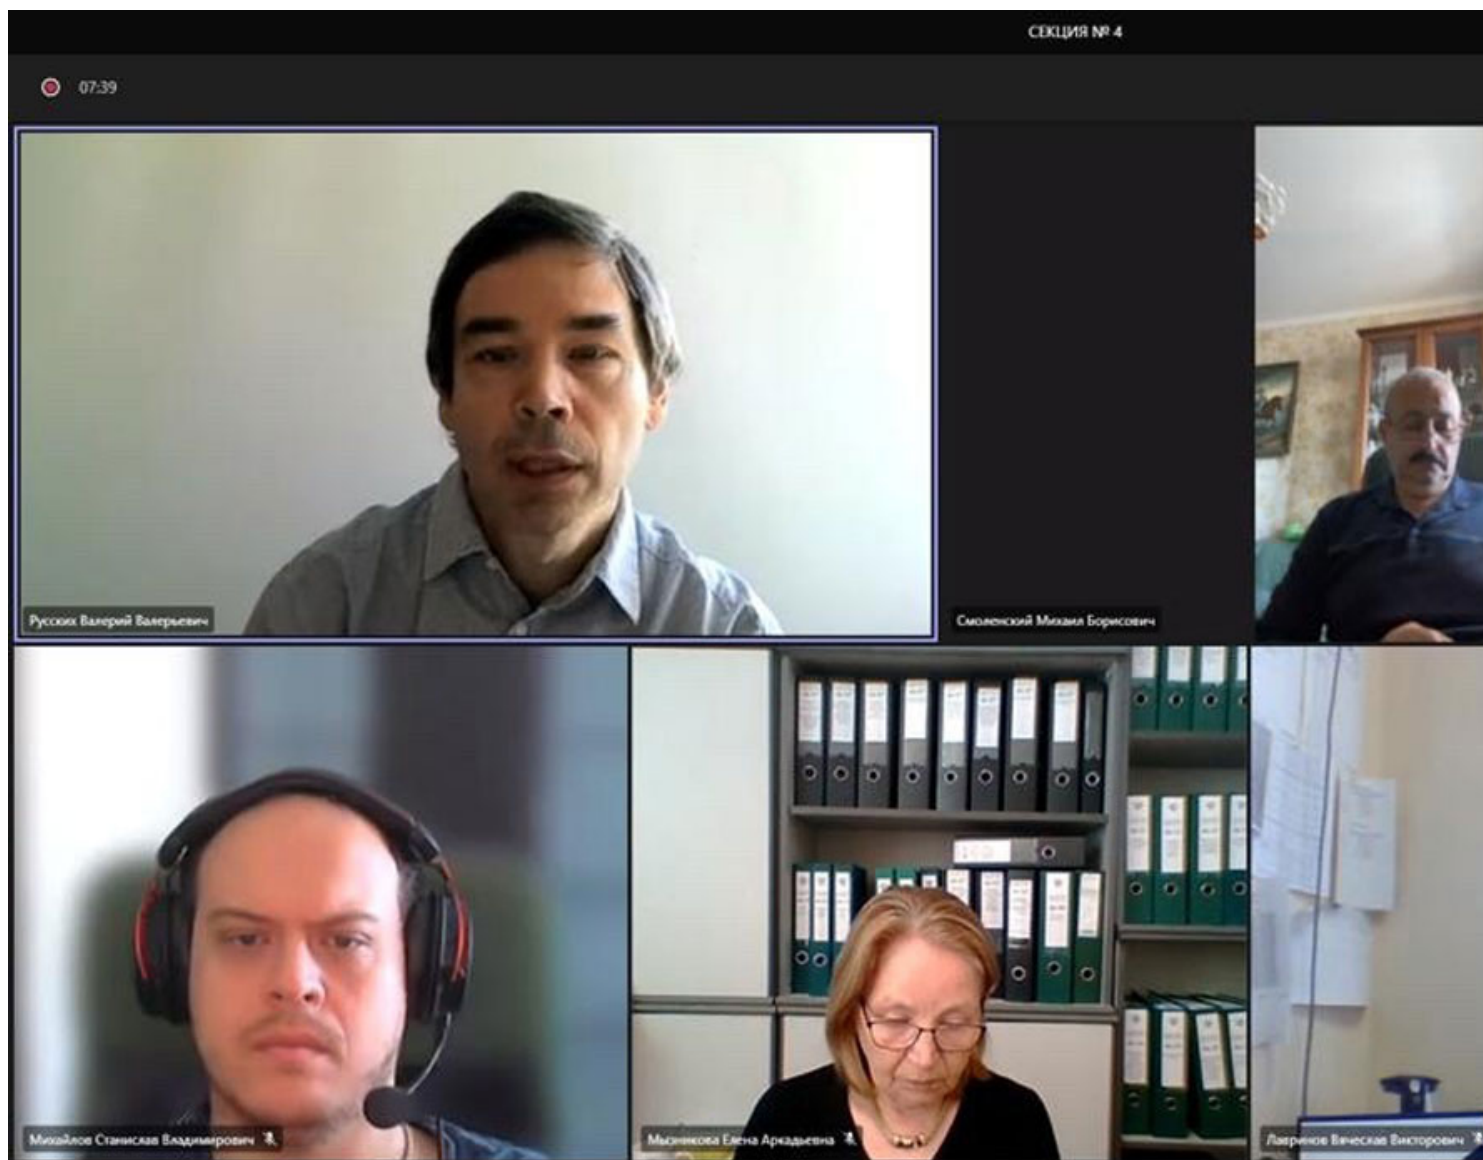 СЕКЦИЯ № 4
07:39
Русских Валерий Валерьевич
Смоленский Михаил Борисович
Михайлов Станислав Владимирович
Мызникова Елена Аркадьевна
Лавринов Вячеслав Викторович